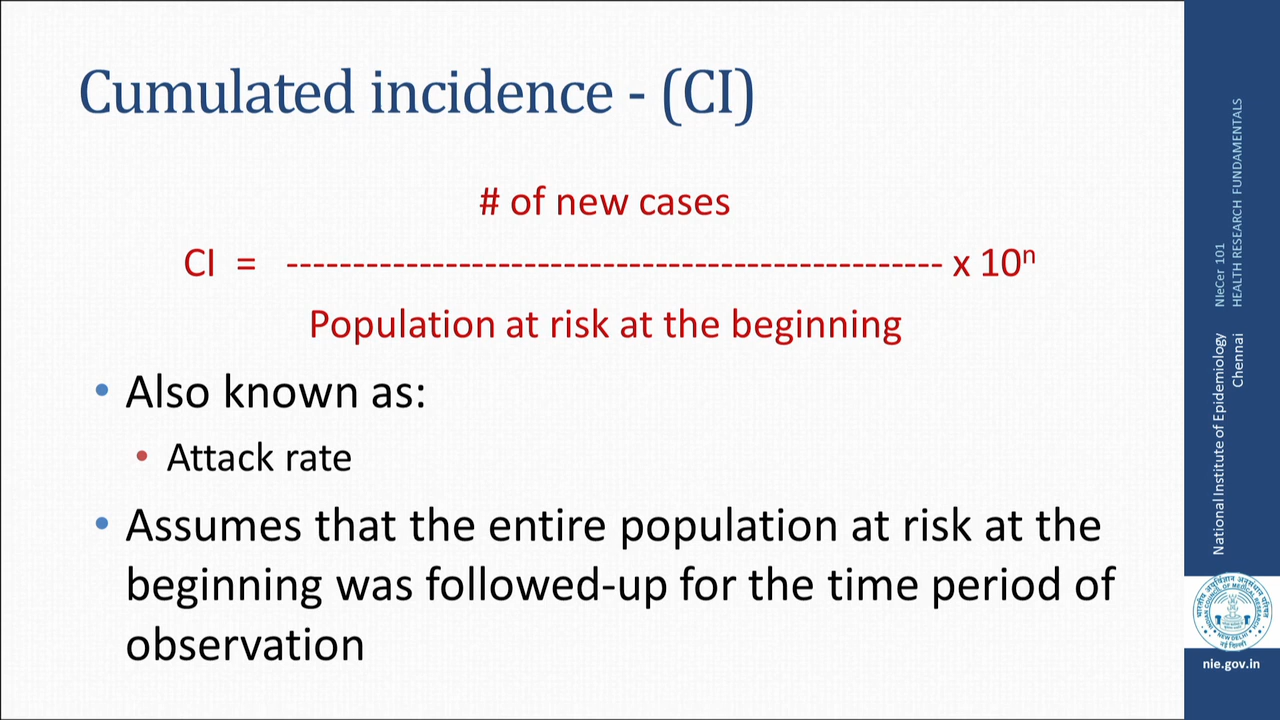 Cumulated incidence - (CI)
# of new cases
CI = -------------------------------------------------- x 10ⁿ
Population at risk at the beginning
• Also known as:
• Attack rate
• Assumes that the entire population at risk at the
beginning was followed-up for the time period of
observation
NIeCer 101
HEALTH RESEARCH FUNDAMENTALS
National Institute of Epidemiology
Chennai
nie.gov.in